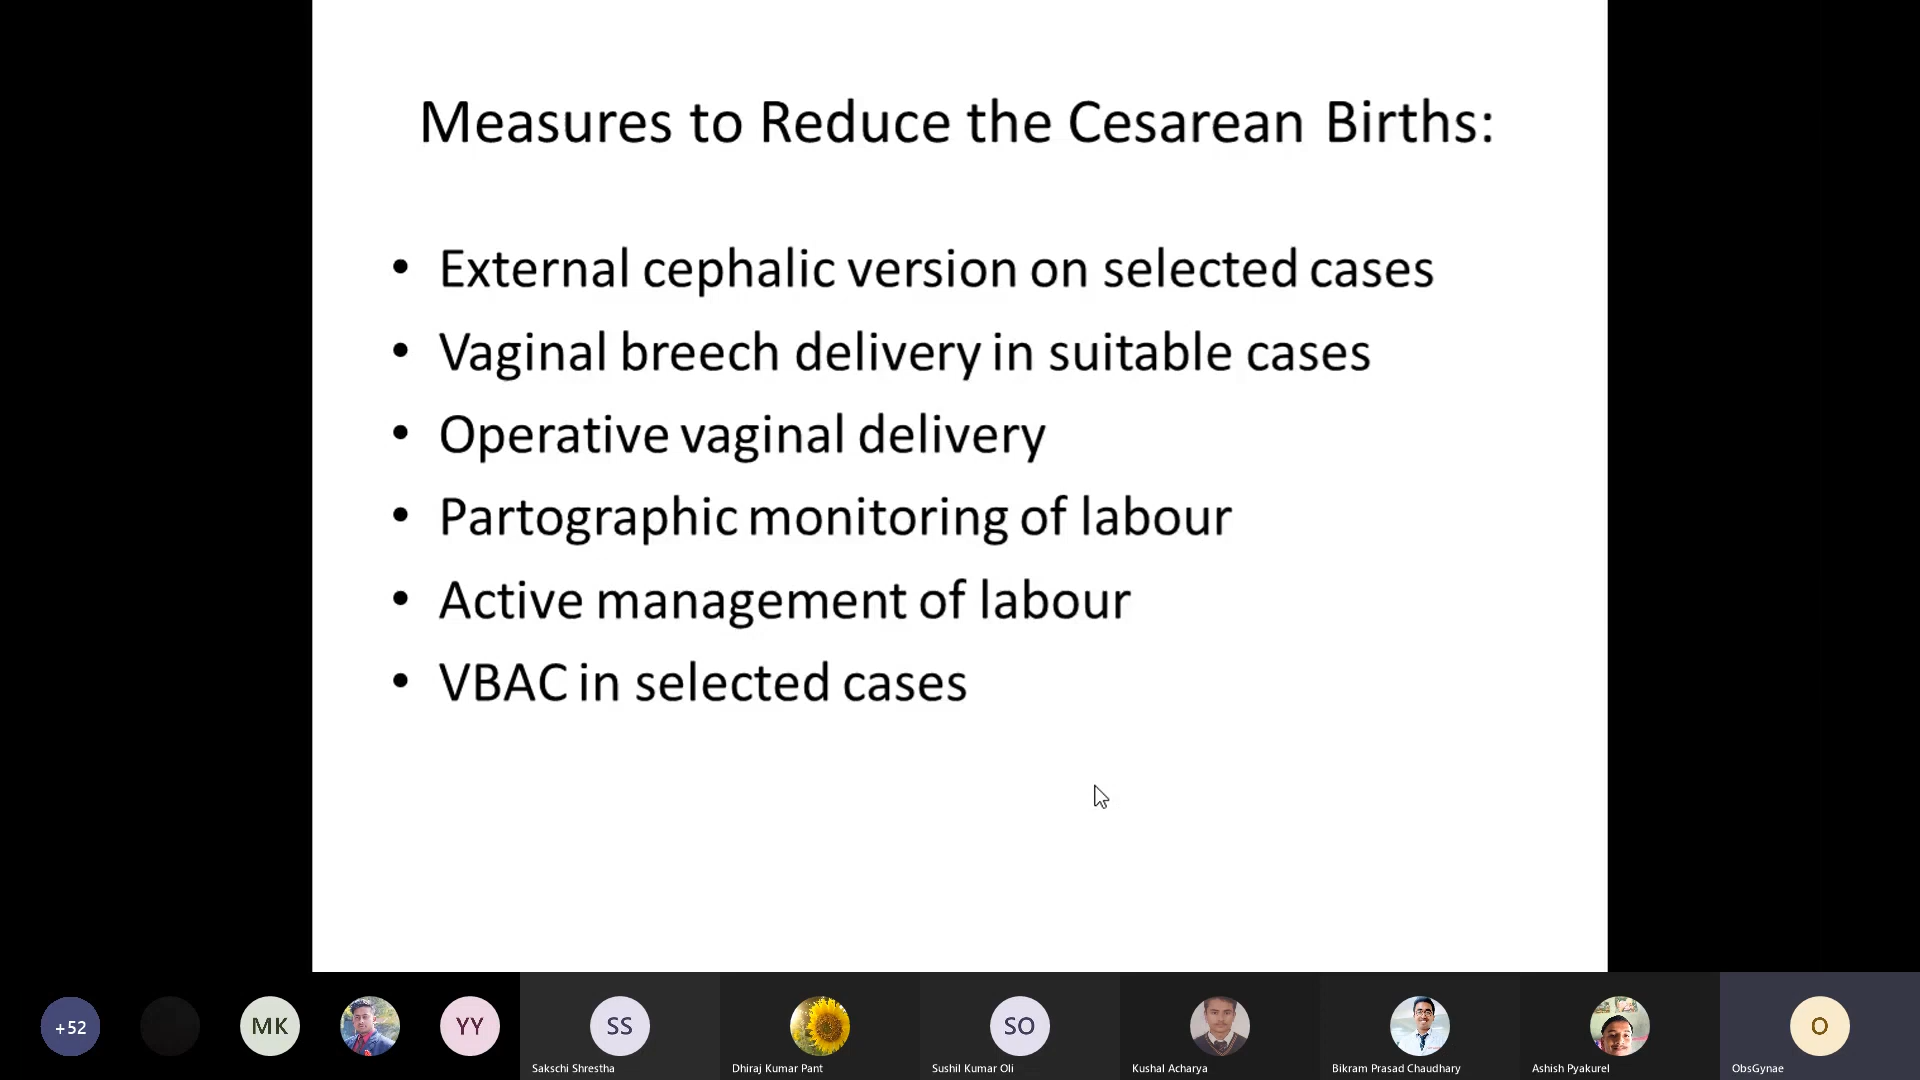 Measures to Reduce the Cesarean Births:
• External cephalic version on selected cases
• Vaginal breech delivery in suitable cases
• Operative vaginal delivery
• Partographic monitoring of labour
• Active management of labour
• VBAC in selected cases
+52
MK
YY
SS
Sakschi Shrestha
Dhiraj Kumar Pant
SO
Sushil Kumar Oli
Kushal Acharya
Bikram Prasad Chaudhary
Ashish Pyakurel
O
ObsGynae